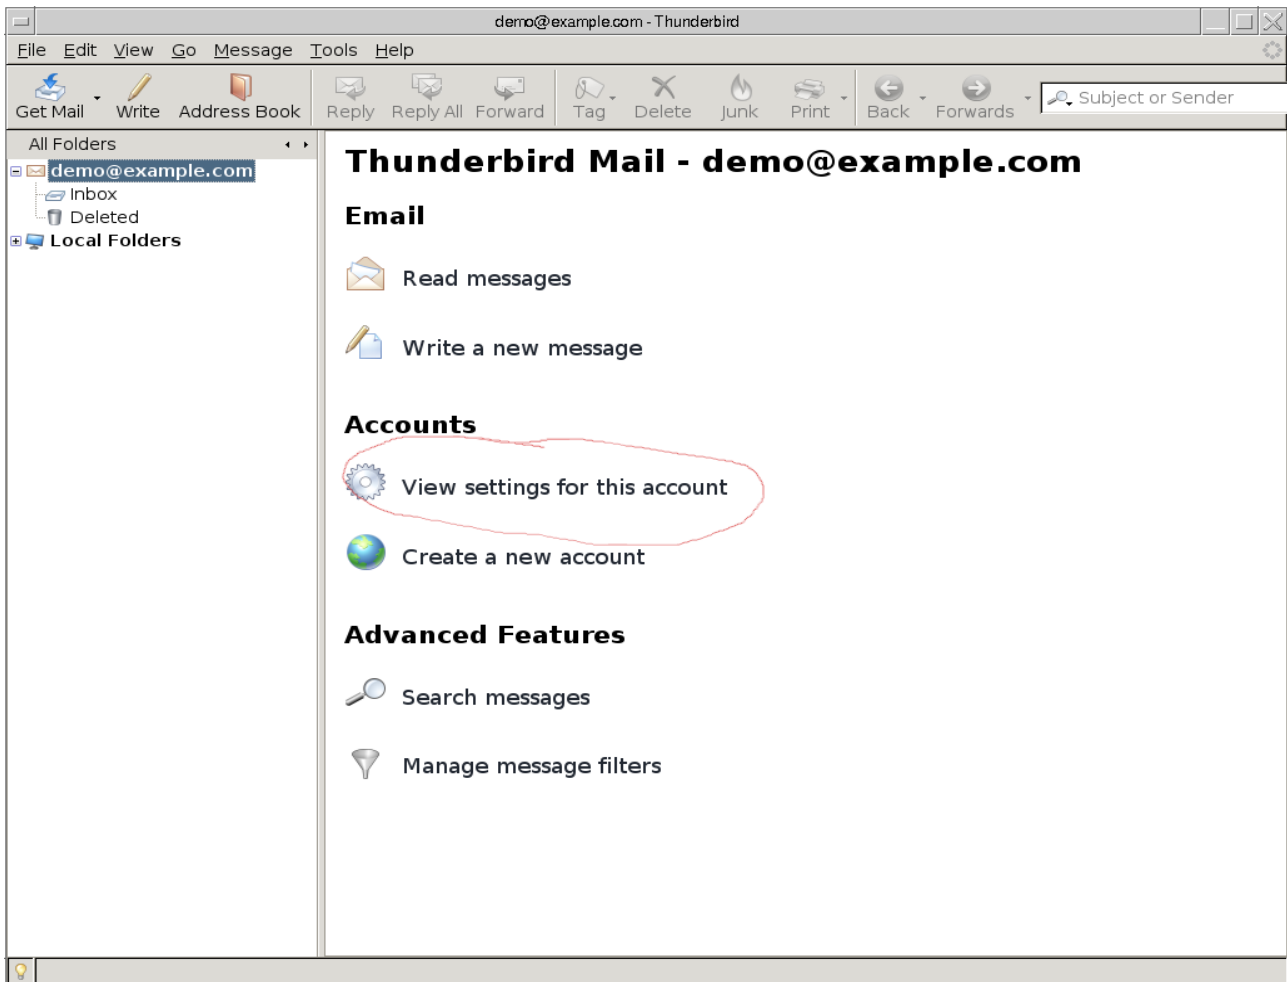 demo@example.com - Thunderbird
File Edit View Go Message Tools Help
Get Mail Write Address Book Reply Reply All Forward Tag Delete Junk Print Back Forwards Subject or Sender
All Folders
demo@example.com
Inbox
Deleted
Local Folders
Thunderbird Mail - demo@example.com
Email
Read messages
Write a new message
Accounts
View settings for this account
Create a new account
Advanced Features
Search messages
Manage message filters